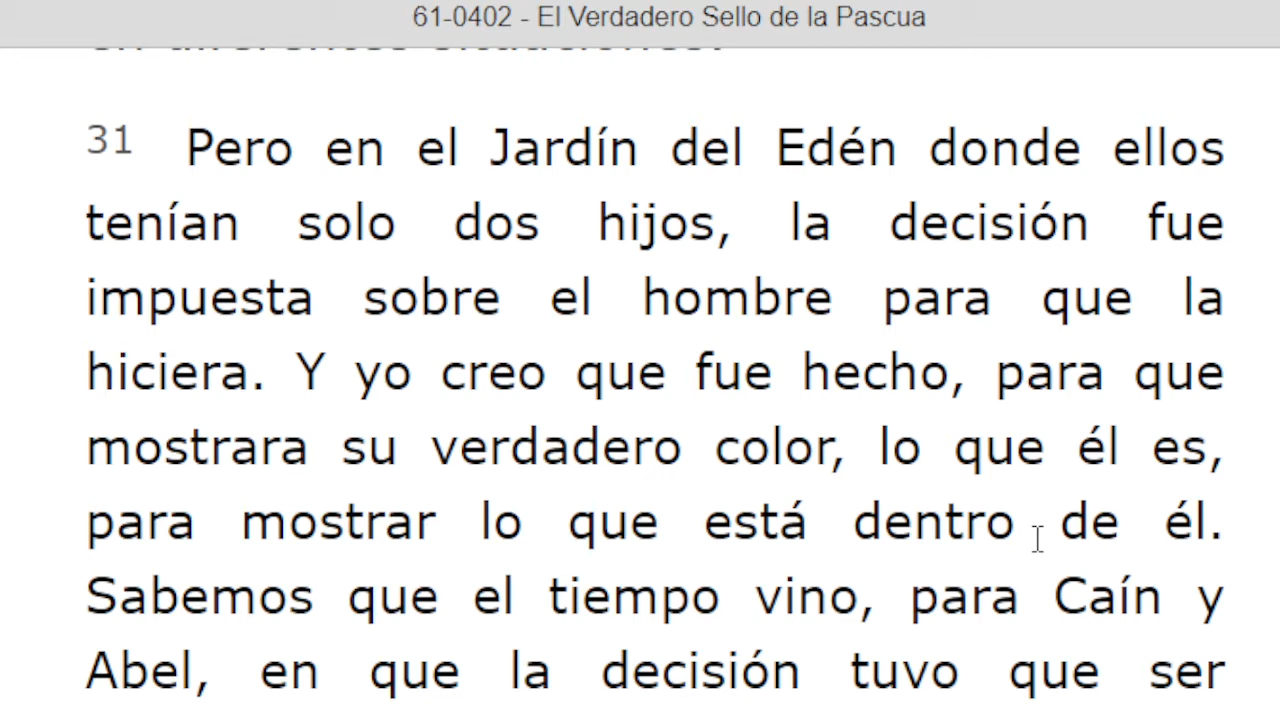 61-0402 - El Verdadero Sello de la Pascua
31 Pero en el Jardín del Edén donde ellos
tenían solo dos hijos, la decisión fue
impuesta sobre el hombre para que la
hiciera. Y yo creo que fue hecho, para que
mostrara su verdadero color, lo que él es,
para mostrar lo que está dentro de él.
Sabemos que el tiempo vino, para Caín y
Abel, en que la decisión tuvo que ser